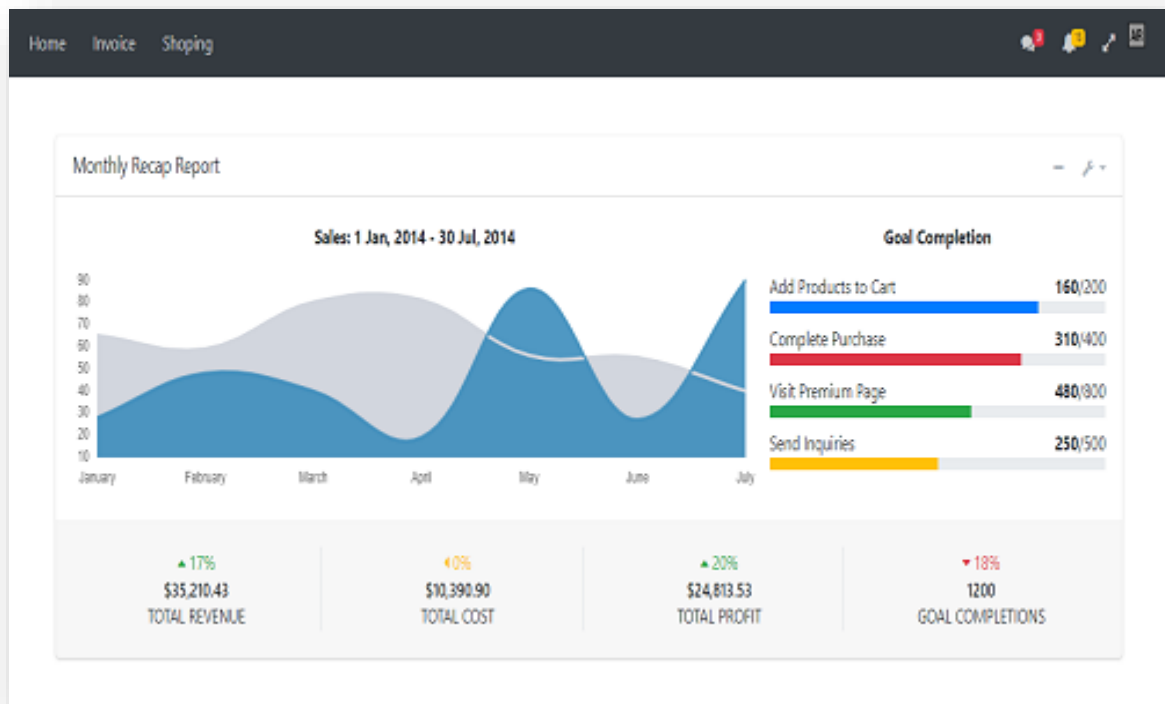 Home Invoice Shoping
3
Monthly Recap Report
Sales: 1 Jan, 2014 - 30 Jul, 2014
90
80
70
60
50
40
30
20
10
January February March April May June July
Goal Completion
Add Products to Cart 160/200
Complete Purchase 310/400
Visit Premium Page 480/800
Send Inquiries 250/500
17%
$35,210.43
TOTAL REVENUE
0%
$10,390.90
TOTAL COST
20%
$24,813.53
TOTAL PROFIT
18%
1200
GOAL COMPLETIONS